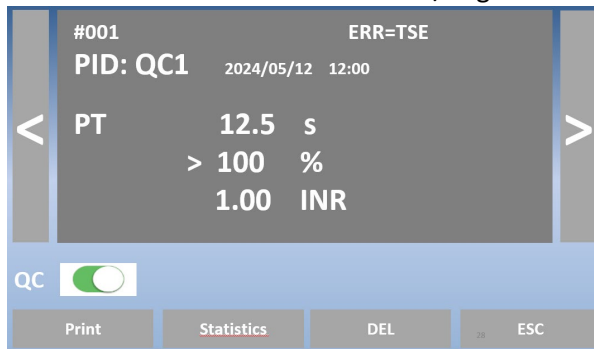 #001 ERR=TSE
PID: QC1 2024/05/12 12:00
< >
PT 12.5 s
> 100 %
1.00 INR
QC
Print Statistics DEL 28 ESC